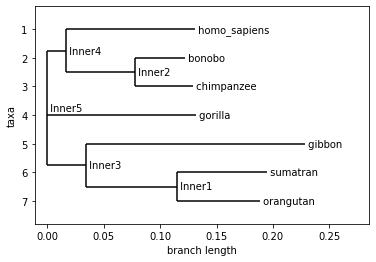 1 homo_sapiens
Inner4
2 bonobo
Inner2
3 chimpanzee
Inner5
4 gorilla
5 gibbon
Inner3
6 sumatran
Inner1
7 orangutan
taxa
0.00 0.05 0.10 0.15 0.20 0.25
branch length